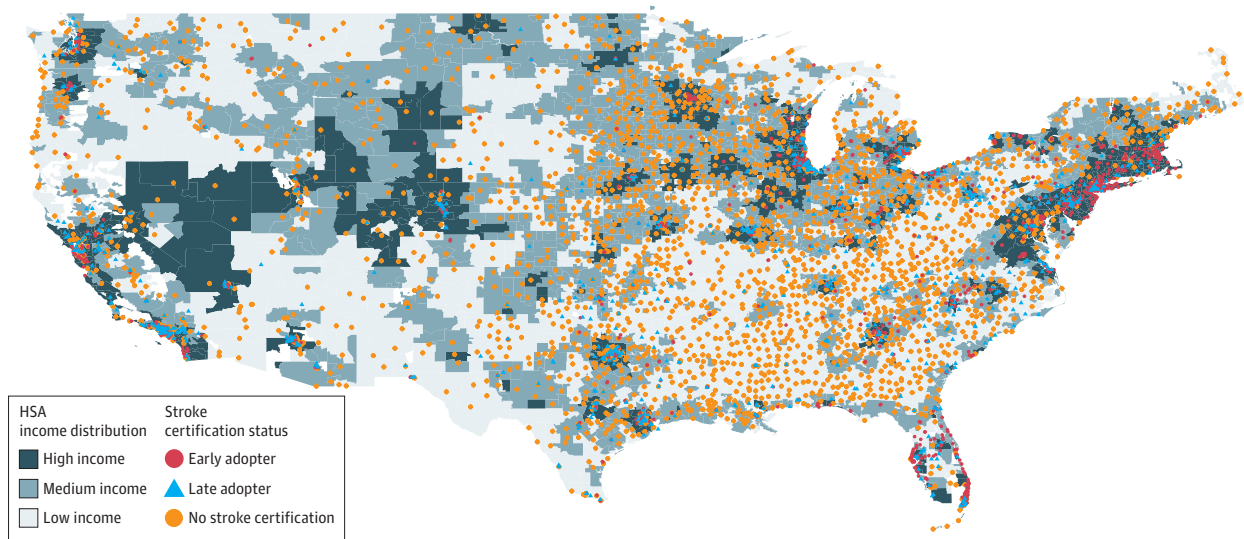 HSA
income distribution
High income
Medium income
Low income
Stroke
certification status
Early adopter
Late adopter
No stroke certification